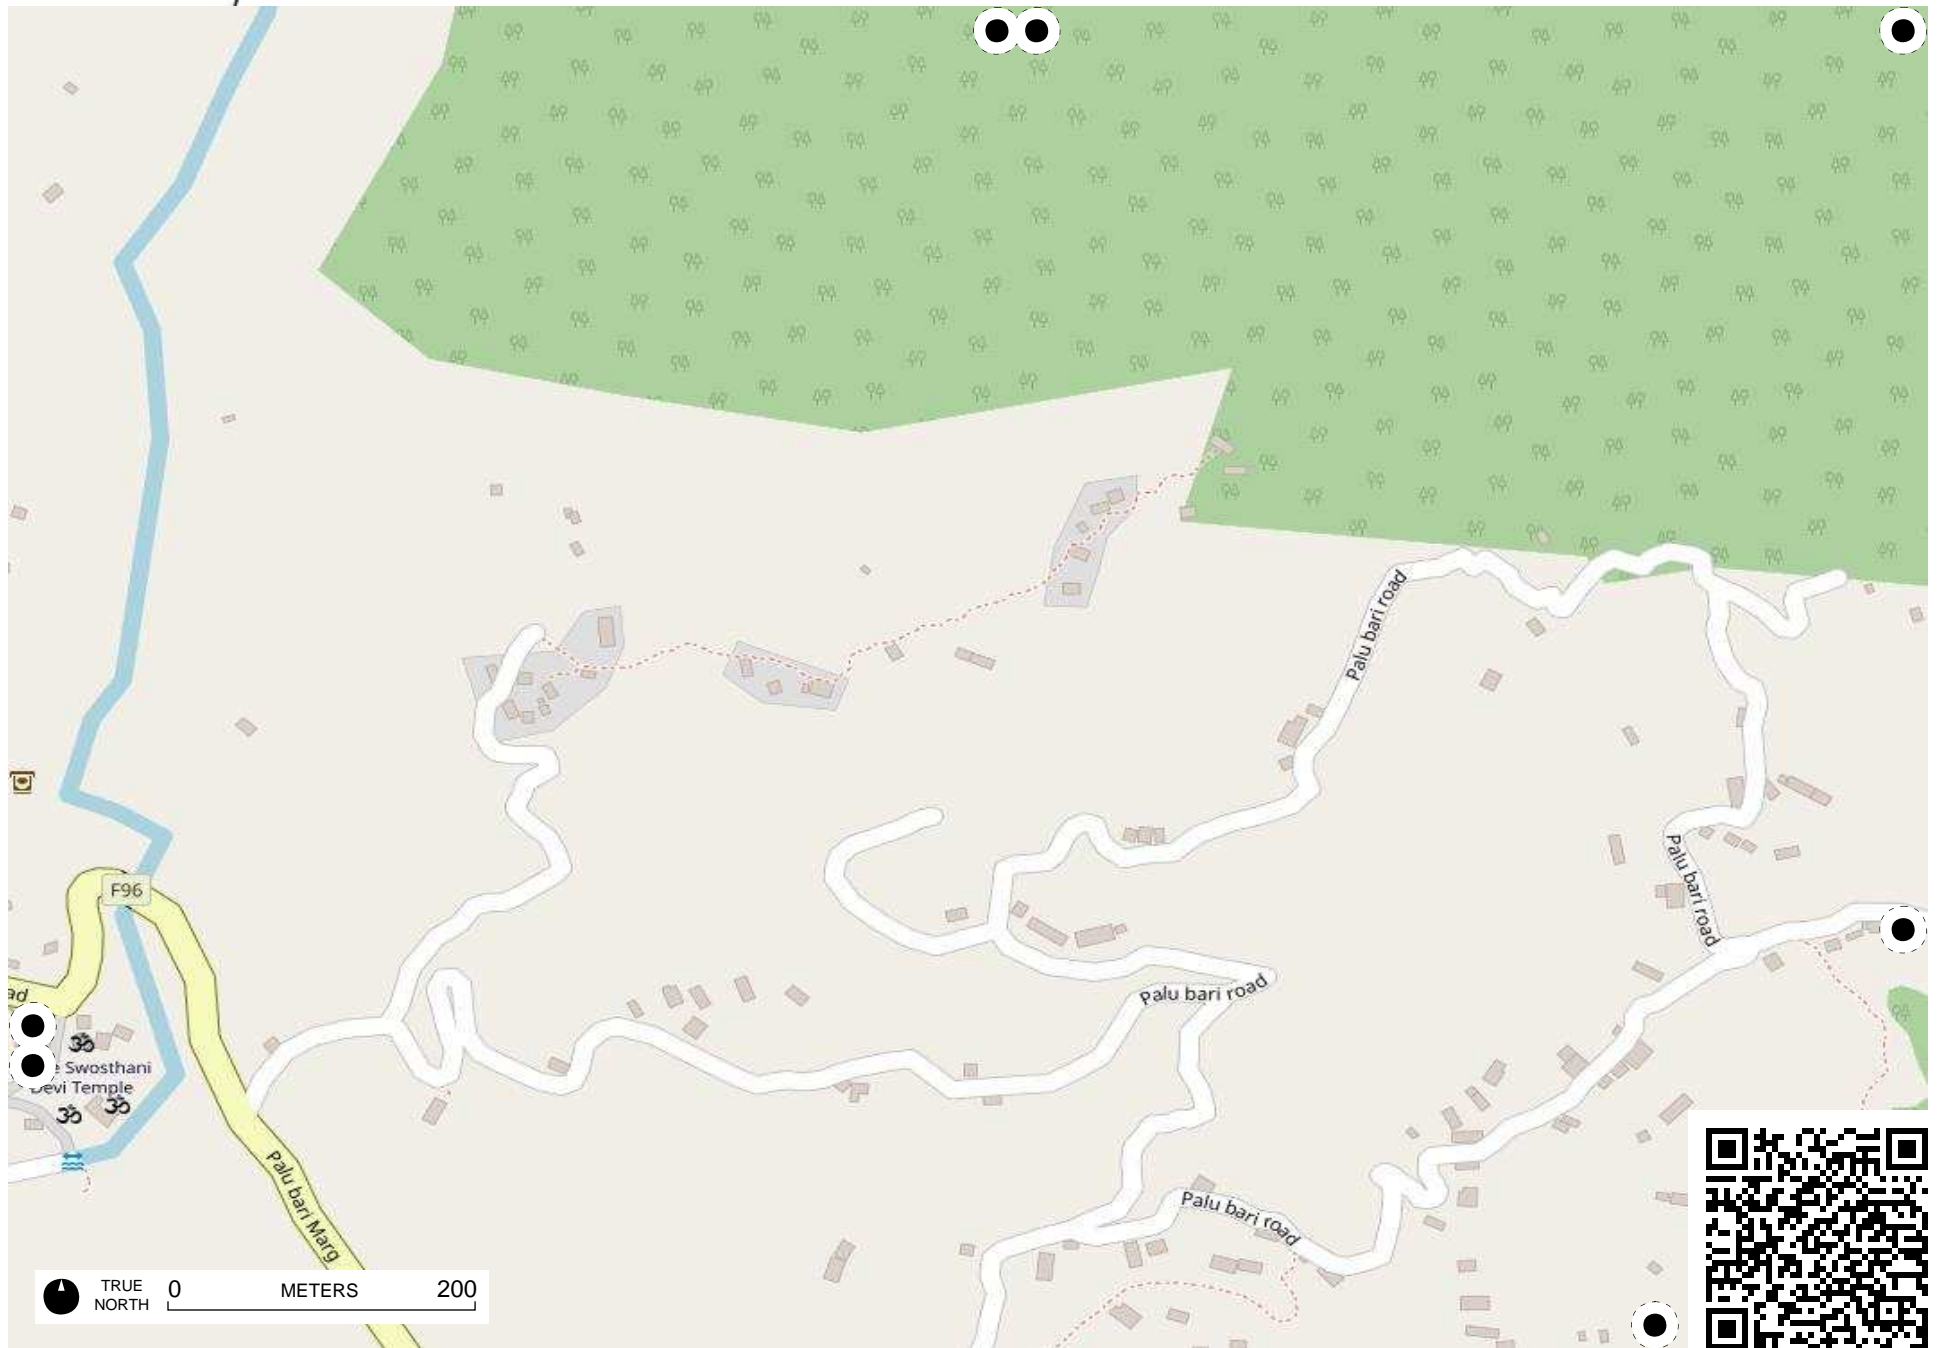 Palu bari road
Palu bari road
F96
Palu bari road
ad
Swosthani
Devi Temple
Palu bari Marg
Palu bari road
TRUE
NORTH
0 METERS 200